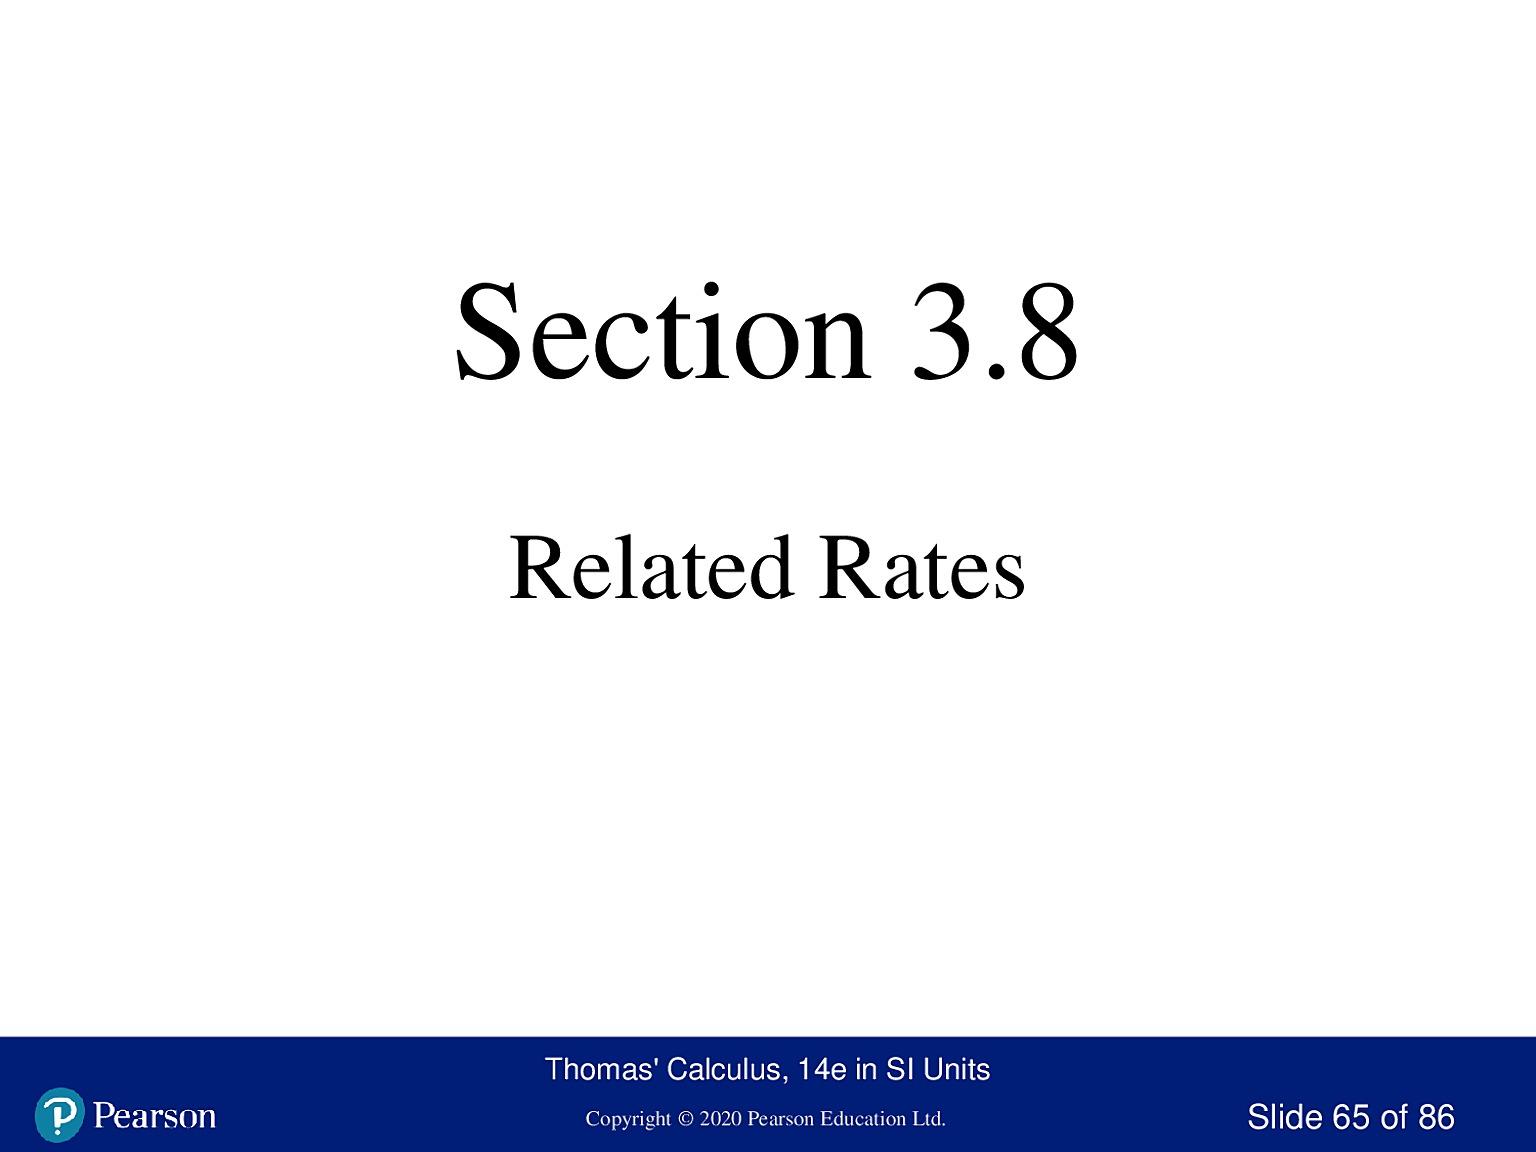 Section 3.8
Related Rates
Thomas' Calculus, 14e in SI Units
Pearson
Copyright © 2020 Pearson Education Ltd.
Slide 65 of 86